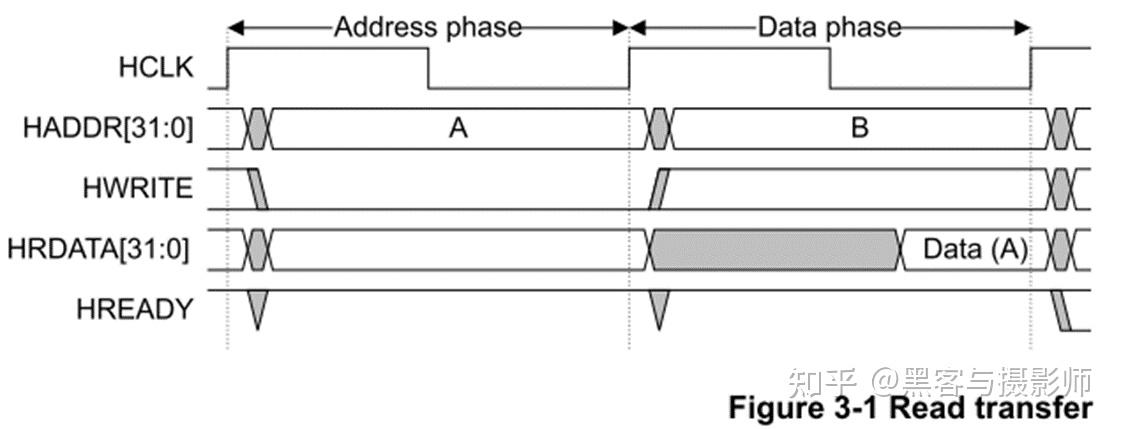 Address phase Data phase
HCLK
HADDR[31:0] A B
HWRITE
HRDATA[31:0] Data (A)
HREADY
知乎 @黑客与摄影师
Figure 3-1 Read transfer